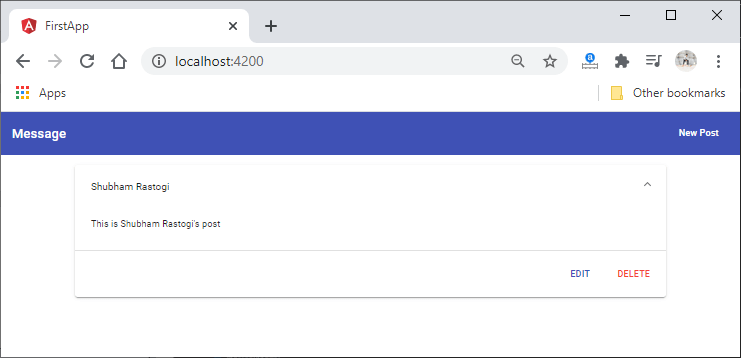 FirstApp
localhost:4200
Apps
Other bookmarks
Message
New Post
Shubham Rastogi
This is Shubham Rastogi's post
EDIT
DELETE